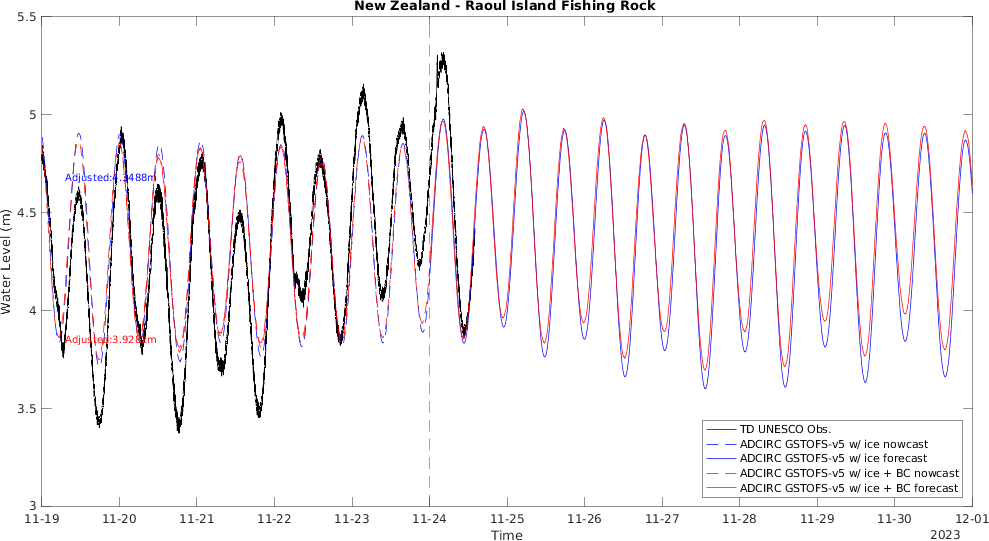 New Zealand - Raoul Island Fishing Rock
5.5
5
4.5
4
3.5
3
Water Level (m)
Adjusted:4.3488m
TD UNESCO Obs.
ADCIRC GSTOFS-v5 w/ ice nowcast
ADCIRC GSTOFS-v5 w/ ice forecast
ADCIRC GSTOFS-v5 w/ ice + BC nowcast
ADCIRC GSTOFS-v5 w/ ice + BC forecast
11-19
11-20
11-21
11-22
11-23
11-24
11-25
11-26
11-27
11-28
11-29
11-30
12-01
Time
2023